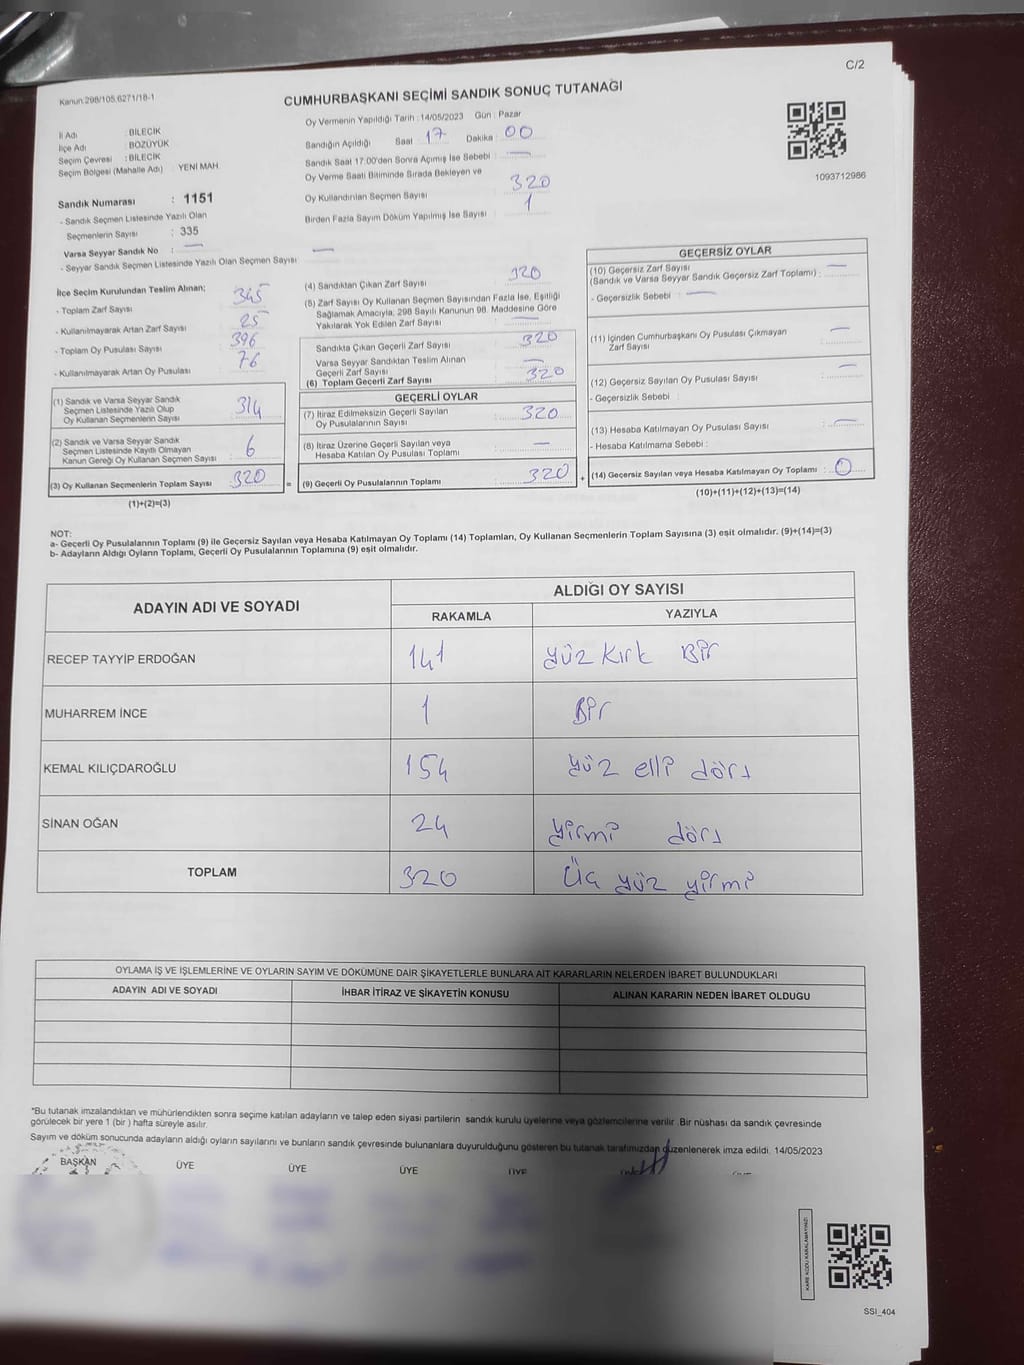 C/2
Kanun:298/105,6271/18-1
CUMHURBAŞKANI SEÇİMİ SANDIK SONUÇ TUTANAĞI
İl Adı : BİLECİK
İlçe Adı : BOZÜYÜK
Seçim Çevresi : BİLECİK
Seçim Bölgesi (Mahalle Adı) : YENİ MAH.
Sandık Numarası : 1151
- Sandık Seçmen Listesinde Yazılı Olan
Seçmenlerin Sayısı : 335
Varsa Seyyar Sandık No : —
- Seyyar Sandık Seçmen Listesinde Yazılı Olan Seçmen Sayısı —
Oy Vermenin Yapıldığı Tarih : 14/05/2023 Gün : Pazar
Sandığın Açıldığı Saat 17 Dakika : 00
Sandık Saat 17:00'den Sonra Açılmış İse Sebebi : —
Oy Verme Saati Bitiminde Sırada Bekleyen ve
Oy Kullandırılan Seçmen Sayısı 320
Birden Fazla Sayım Döküm Yapılmış İse Sayısı : 1
1093712986
İlçe Seçim Kurulundan Teslim Alınan;
- Toplam Zarf Sayısı 345
- Kullanılmayarak Artan Zarf Sayısı 25
- Toplam Oy Pusulası Sayısı 396
- Kullanılmayarak Artan Oy Pusulası 76
(1) Sandık ve Varsa Seyyar Sandık
Seçmen Listesinde Yazılı Olup
Oy Kullanan Seçmenlerin Sayısı 314
(2) Sandık ve Varsa Seyyar Sandık
Seçmen Listesinde Kayıtlı Olmayan
Kanun Gereği Oy Kullanan Seçmen Sayısı : 6
(3) Oy Kullanan Seçmenlerin Toplam Sayısı 320
(1)+(2)=(3)
=
(4) Sandıktan Çıkan Zarf Sayısı 320
(5) Zarf Sayısı Oy Kullanan Seçmen Sayısından Fazla İse, Eşitliği
Sağlamak Amacıyla, 298 Sayılı Kanunun 98. Maddesine Göre
Yakılarak Yok Edilen Zarf Sayısı —
Sandıkta Çıkan Geçerli Zarf Sayısı : 320
Varsa Seyyar Sandıktan Teslim Alınan
Geçerli Zarf Sayısı —
(6) Toplam Geçerli Zarf Sayısı : 320
GEÇERLİ OYLAR
(7) İtiraz Edilmeksizin Geçerli Sayılan
Oy Pusulalarının Sayısı : 320
(8) İtiraz Üzerine Geçerli Sayılan veya
Hesaba Katılan Oy Pusulası Toplamı : —
(9) Geçerli Oy Pusulalarının Toplamı : 320
+
GEÇERSİZ OYLAR
(10) Geçersiz Zarf Sayısı
(Sandık ve Varsa Seyyar Sandık Geçersiz Zarf Toplamı) : —
- Geçersizlik Sebebi : —
(11) İçinden Cumhurbaşkanı Oy Pusulası Çıkmayan
Zarf Sayısı : —
(12) Geçersiz Sayılan Oy Pusulası Sayısı : —
- Geçersizlik Sebebi :
(13) Hesaba Katılmayan Oy Pusulası Sayısı : —
- Hesaba Katılmama Sebebi :
(14) Geçersiz Sayılan veya Hesaba Katılmayan Oy Toplamı : 0
(10)+(11)+(12)+(13)=(14)
NOT:
a- Geçerli Oy Pusulalarının Toplamı (9) ile Geçersiz Sayılan veya Hesaba Katılmayan Oy Toplamı (14) Toplamları, Oy Kullanan Seçmenlerin Toplam Sayısına (3) eşit olmalıdır. (9)+(14)=(3)
b- Adayların Aldığı Oyların Toplamı, Geçerli Oy Pusulalarının Toplamına (9) eşit olmalıdır.
ADAYIN ADI VE SOYADI
ALDIĞI OY SAYISI
RAKAMLA YAZIYLA
RECEP TAYYİP ERDOĞAN 141 yüz kırk Bir
MUHARREM İNCE 1 Bir
KEMAL KILIÇDAROĞLU 154 yüz elli dört
SİNAN OĞAN 24 yirmi dört
TOPLAM 320 Üç yüz yirmi
OYLAMA İŞ VE İŞLEMLERİNE VE OYLARIN SAYIM VE DÖKÜMÜNE DAİR ŞİKAYETLERLE BUNLARA AİT KARARLARIN NELERDEN İBARET BULUNDUKLARI
ADAYIN ADI VE SOYADI İHBAR İTİRAZ VE ŞİKAYETİN KONUSU ALINAN KARARIN NEDEN İBARET OLDUĞU
*Bu tutanak imzalandıktan ve mühürlendikten sonra seçime katılan adayların ve talep eden siyasi partilerin sandık kurulu üyelerine veya gözlemcilerine verilir. Bir nüshası da sandık çevresinde
görülecek bir yere 1 (bir) hafta süreyle asılır.
Sayım ve döküm sonucunda adayların aldığı oyların sayılarını ve bunların sandık çevresinde bulunanlara duyurulduğunu gösteren bu tutanak tarafımızdan düzenlenerek imza edildi. 14/05/2023
BAŞKAN ÜYE ÜYE ÜYE ÜYE
KARE KODU KARALAMAYINIZ!
SSI_404